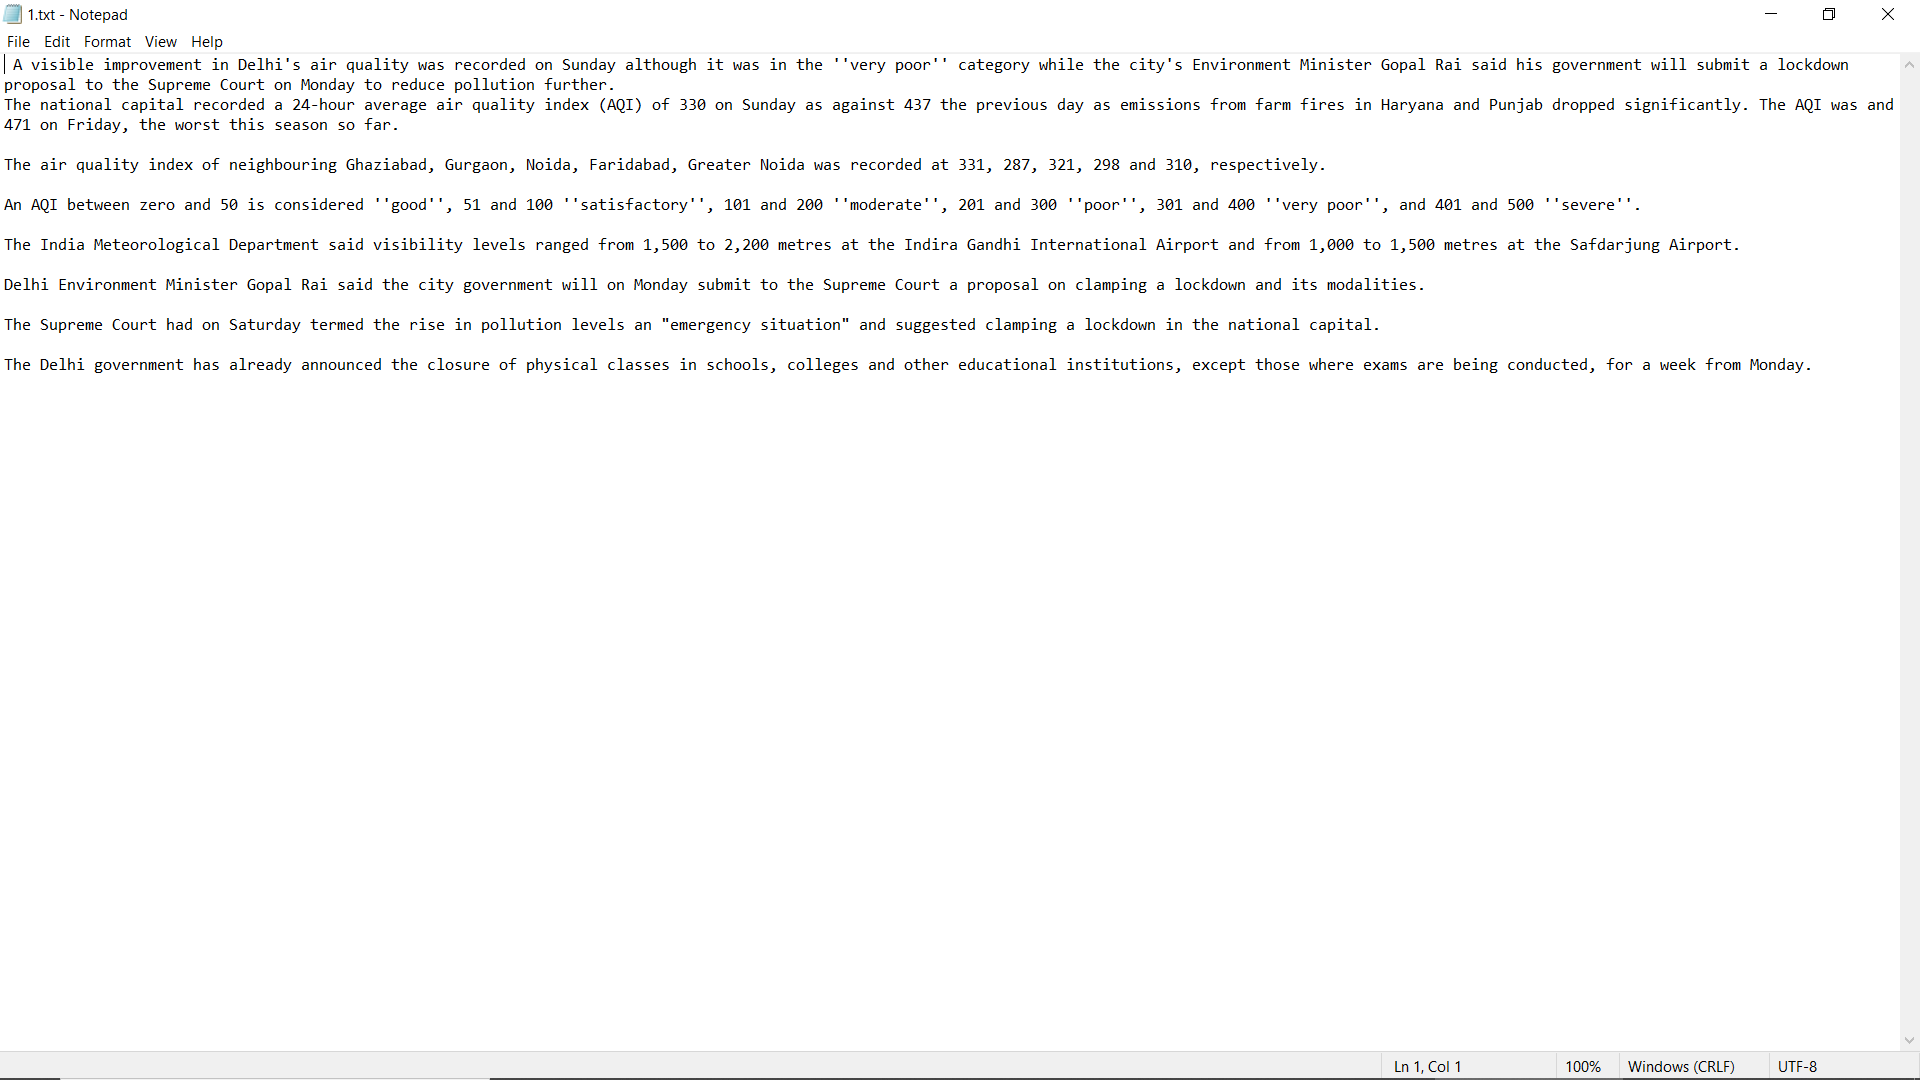 1.txt - Notepad
File Edit Format View Help
A visible improvement in Delhi's air quality was recorded on Sunday although it was in the ''very poor'' category while the city's Environment Minister Gopal Rai said his government will submit a lockdown
proposal to the Supreme Court on Monday to reduce pollution further.
The national capital recorded a 24-hour average air quality index (AQI) of 330 on Sunday as against 437 the previous day as emissions from farm fires in Haryana and Punjab dropped significantly. The AQI was and
471 on Friday, the worst this season so far.
The air quality index of neighbouring Ghaziabad, Gurgaon, Noida, Faridabad, Greater Noida was recorded at 331, 287, 321, 298 and 310, respectively.
An AQI between zero and 50 is considered ''good'', 51 and 100 ''satisfactory'', 101 and 200 ''moderate'', 201 and 300 ''poor'', 301 and 400 ''very poor'', and 401 and 500 ''severe''.
The India Meteorological Department said visibility levels ranged from 1,500 to 2,200 metres at the Indira Gandhi International Airport and from 1,000 to 1,500 metres at the Safdarjung Airport.
Delhi Environment Minister Gopal Rai said the city government will on Monday submit to the Supreme Court a proposal on clamping a lockdown and its modalities.
The Supreme Court had on Saturday termed the rise in pollution levels an "emergency situation" and suggested clamping a lockdown in the national capital.
The Delhi government has already announced the closure of physical classes in schools, colleges and other educational institutions, except those where exams are being conducted, for a week from Monday.
Ln 1, Col 1 100% Windows (CRLF) UTF-8